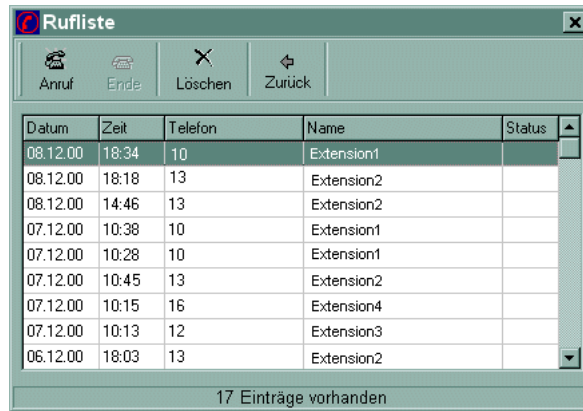 Rufliste
Anruf Ende Löschen Zurück
Datum Zeit Telefon Name Status
08.12.00 18:34 10 Extension1
08.12.00 18:18 13 Extension2
08.12.00 14:46 13 Extension2
07.12.00 10:38 10 Extension1
07.12.00 10:28 10 Extension1
07.12.00 10:45 13 Extension2
07.12.00 10:15 16 Extension4
07.12.00 10:13 12 Extension3
06.12.00 18:03 13 Extension2
17 Einträge vorhanden